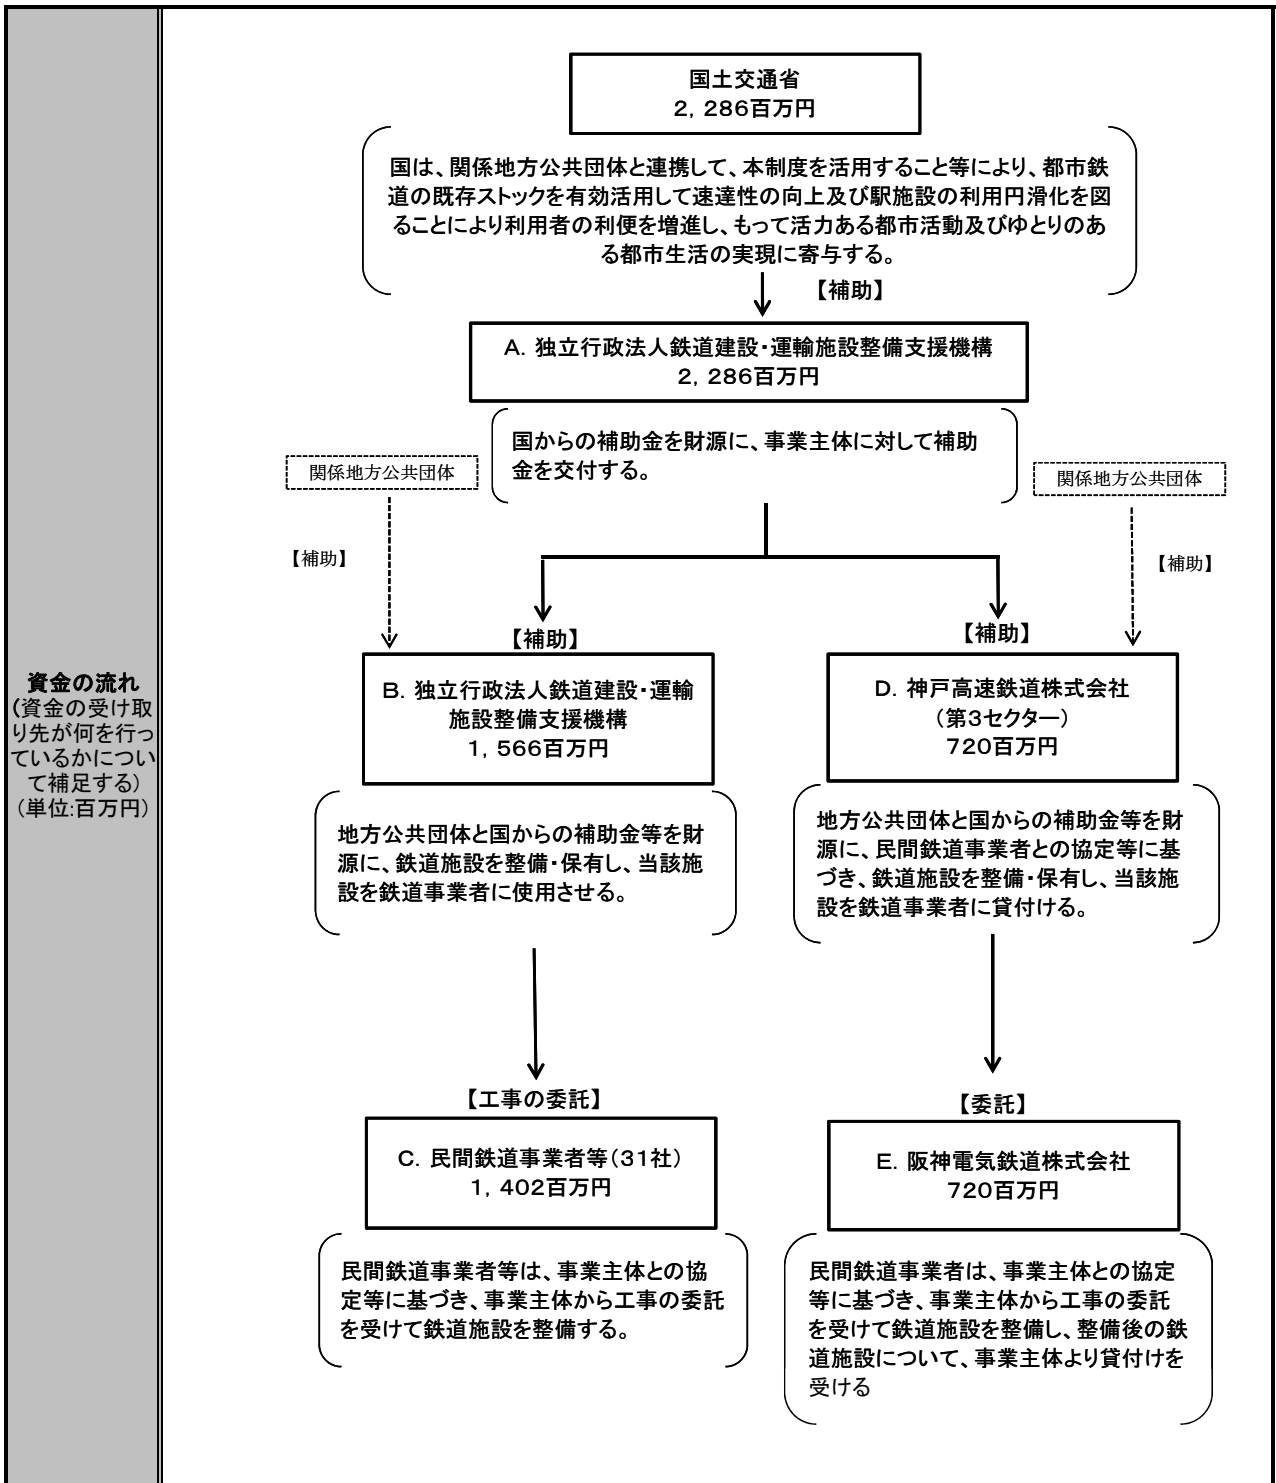 資金の流れ
(資金の受け取
り先が何を行っ
ているかについ
て補足する)
(単位:百万円)
国土交通省
2,286百万円
国は、関係地方公共団体と連携して、本制度を活用すること等により、都市鉄
道の既存ストックを有効活用して速達性の向上及び駅施設の利用円滑化を図
ることにより利用者の利便を増進し、もって活力ある都市活動及びゆとりのあ
る都市生活の実現に寄与する。
【補助】
A. 独立行政法人鉄道建設・運輸施設整備支援機構
2,286百万円
国からの補助金を財源に、事業主体に対して補助
金を交付する。
関係地方公共団体
関係地方公共団体
【補助】
【補助】
【補助】
【補助】
B. 独立行政法人鉄道建設・運輸
施設整備支援機構
1,566百万円
D. 神戸高速鉄道株式会社
(第3セクター)
720百万円
地方公共団体と国からの補助金等を財
源に、鉄道施設を整備・保有し、当該施
設を鉄道事業者に使用させる。
地方公共団体と国からの補助金等を財
源に、民間鉄道事業者との協定等に基
づき、鉄道施設を整備・保有し、当該施
設を鉄道事業者に貸付ける。
【工事の委託】
【委託】
C. 民間鉄道事業者等(31社)
1,402百万円
E. 阪神電気鉄道株式会社
720百万円
民間鉄道事業者等は、事業主体との協
定等に基づき、事業主体から工事の委託
を受けて鉄道施設を整備する。
民間鉄道事業者は、事業主体との協定
等に基づき、事業主体から工事の委託
を受けて鉄道施設を整備し、整備後の鉄
道施設について、事業主体より貸付けを
受ける